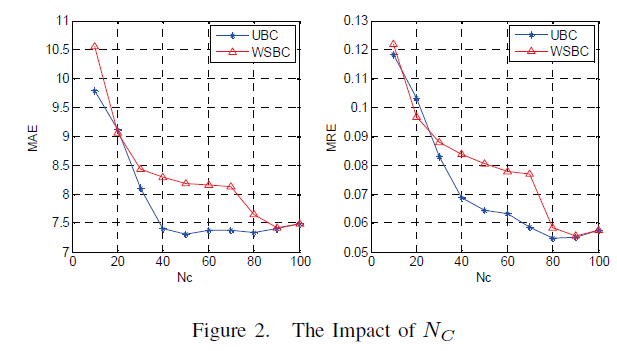 11
10.5
10
9.5
9
8.5
8
7.5
7
MAE
0 20 40 60 80 100
Nc
UBC
WSBC
0.13
0.12
0.11
0.1
0.09
0.08
0.07
0.06
0.05
MRE
0 20 40 60 80 100
Nc
UBC
WSBC
Figure 2. The Impact of NC